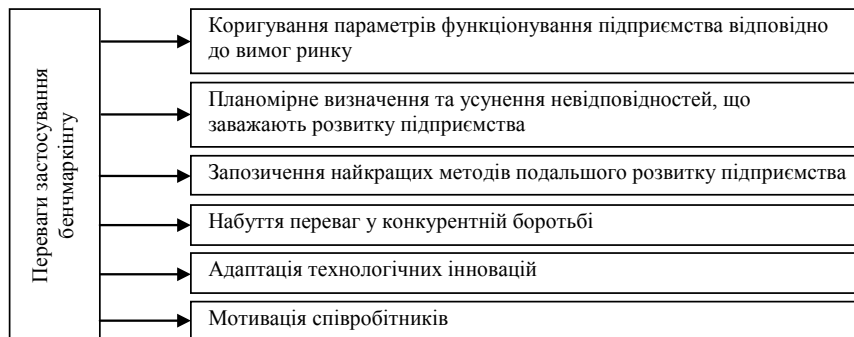 Переваги застосування
бенчмаркінгу
Коригування параметрів функціонування підприємства відповідно
до вимог ринку
Планомірне визначення та усунення невідповідностей, що
заважають розвитку підприємства
Запозичення найкращих методів подальшого розвитку підприємства
Набуття переваг у конкурентній боротьбі
Адаптація технологічних інновацій
Мотивація співробітників